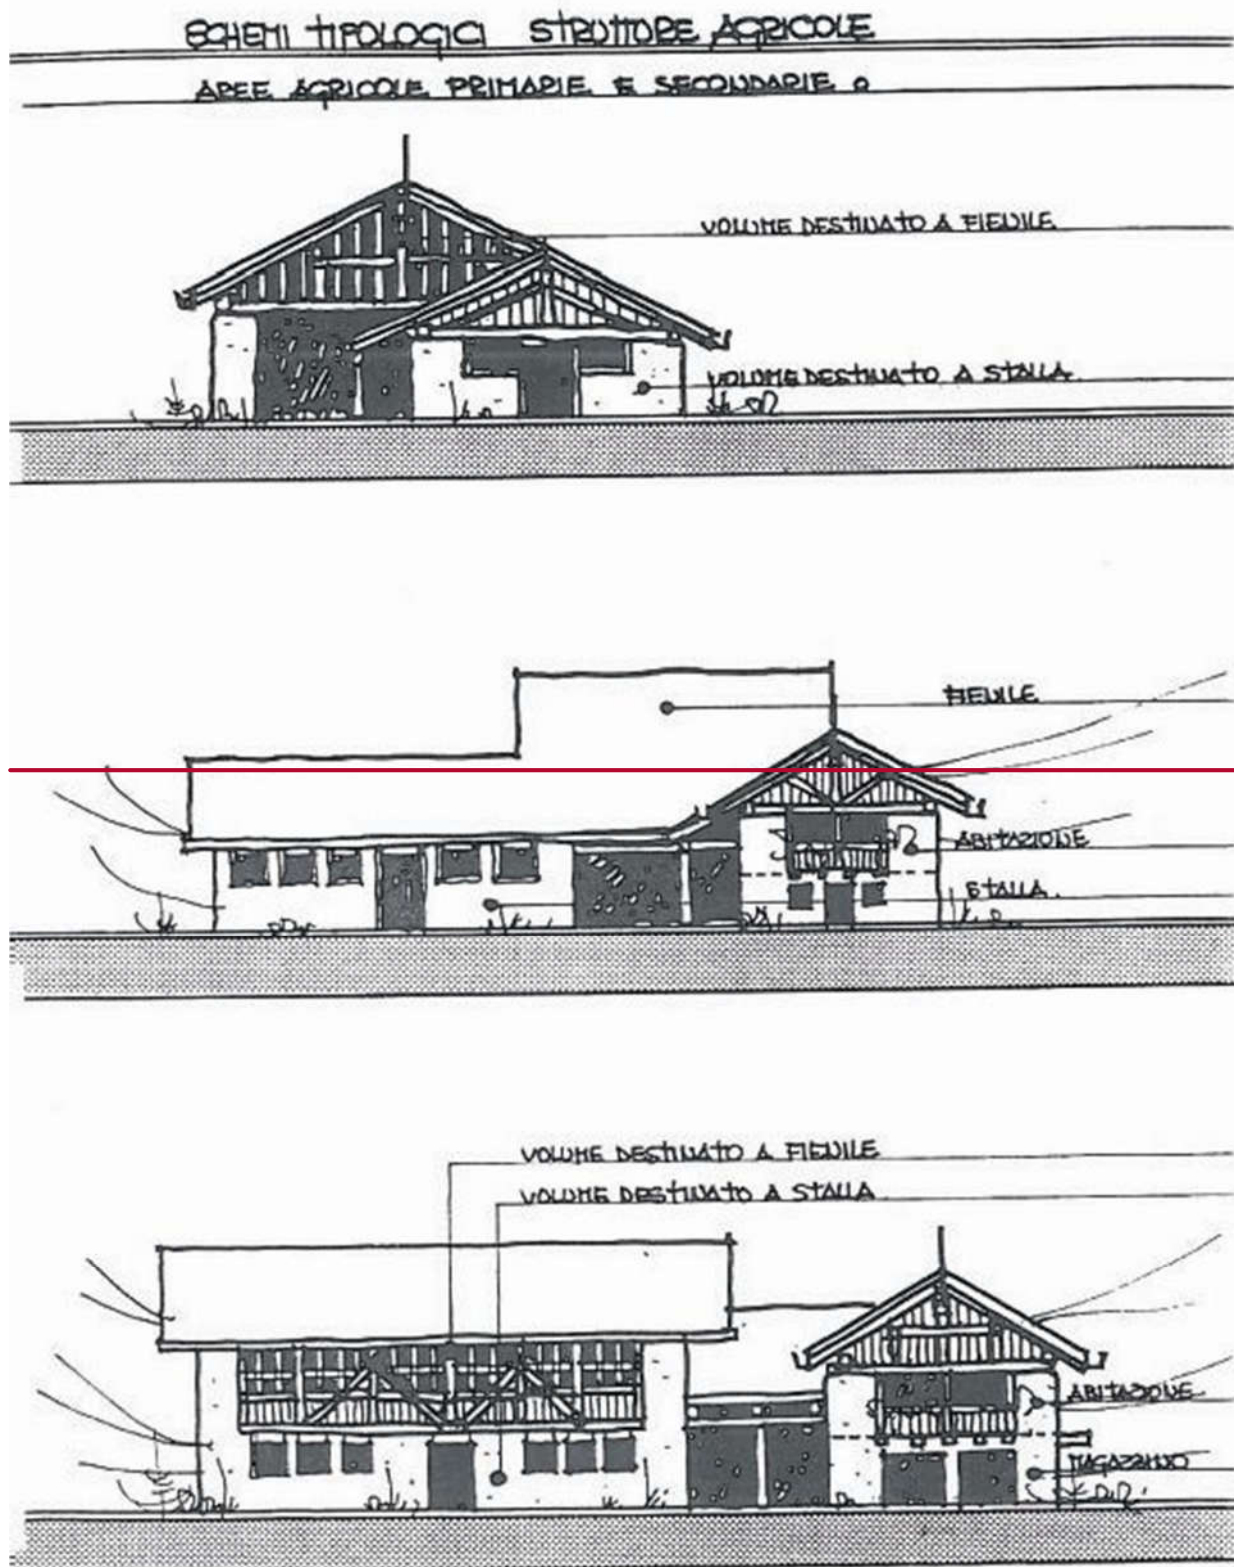 SCHEMI TIPOLOGICI STRUTTURE AGRICOLE
AREE AGRICOLE PRIMARIE E SECONDARIE
VOLUME DESTINATO A FIENILE
VOLUME DESTINATO A STALLA
FIENILE
ABITAZIONE
STALLA.
VOLUME DESTINATO A FIENILE
VOLUME DESTINATO A STALLA
ABITAZIONE
MAGAZZINO